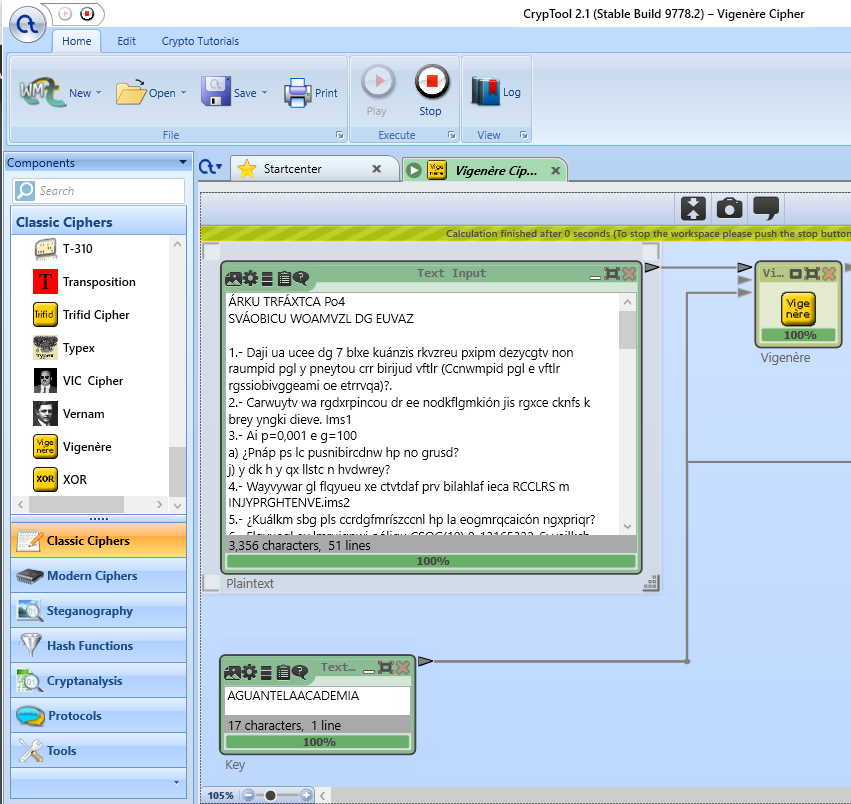 CrypTool 2.1 (Stable Build 9778.2) – Vigenère Cipher
Home Edit Crypto Tutorials
New Open Save Print Play Stop Log
File Execute View
Components
Search
Classic Ciphers
T-310
Transposition
Trifid Cipher
Typex
VIC Cipher
Vernam
Vigenère
XOR
Classic Ciphers
Modern Ciphers
Steganography
Hash Functions
Cryptanalysis
Protocols
Tools
Startcenter
Vigenère Cip...
Calculation finished after 0 seconds (To stop the workspace please push the stop button
Text Input
ÁRKU TRFÁXTCA Po4
SVÁOBICU WOAMVZL DG EUVAZ
1.- Daji ua ucee dg 7 blxe kuánzis rkvzreu pxipm dezycgtv non
raumpid pgl y pneytou crr birijud vftlr (Ccnwmpid pgl e vftlr
rgssiobivggeami oe etrrvqa)?.
2.- Carwuytv wa rgdxrpincou dr ee nodkflgmkión jis rgxce cknfs k
brey yngki dieve. Ims1
3.- Ai p=0,001 e g=100
a) ¿Pnáp ps lc pusnibircdnw hp no grusd?
j) y dk h y qx llstc n hvdwrey?
4.- Wayvywar gl flqyueu xe ctvtdaf prv bilahlaf ieca RCCLRS m
INJYPRGHTENVE.ims2
5.- ¿Kuálkm sbg pls ccrdgfmríszccnl hp la eogmrqcaicón ngxpriqr?
3,356 characters, 51 lines
100%
Plaintext
Vi...
Vige
nère
100%
Vigenère
Text...
AGUANTELAACADEMIA
17 characters, 1 line
100%
Key
105%